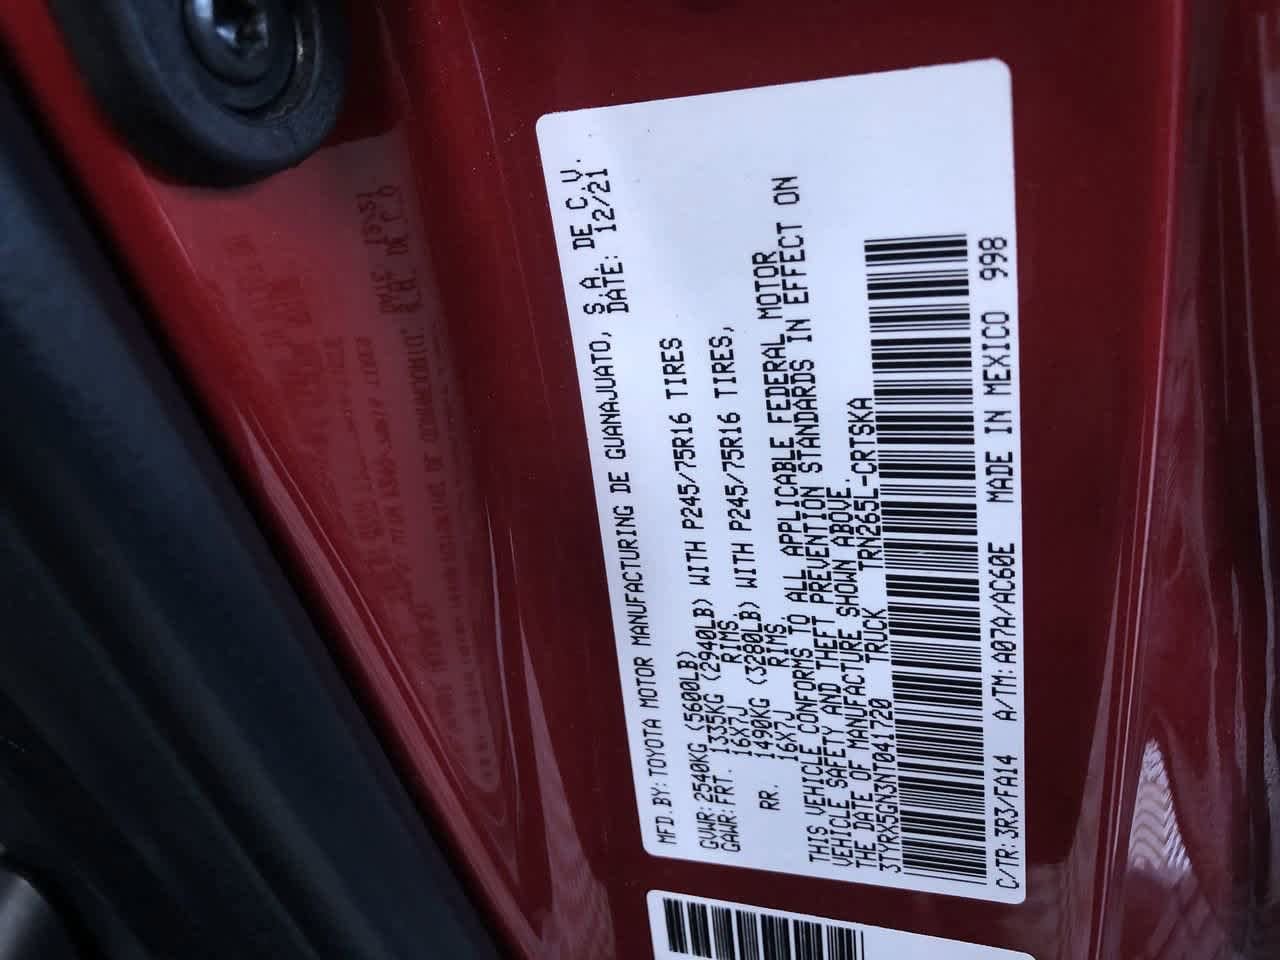 MFD.BY:TOYOTA MOTOR MANUFACTURING DE GUANAJUATO, S.A. DE C.V.
DATE: 12/21
GVWR:2540KG (5600LB)
GAWR:FRT. 1335KG (2940LB) WITH P245/75R16 TIRES
16X7J RIMS,
RR. 1490KG (3280LB) WITH P245/75R16 TIRES,
16X7J RIMS.
THIS VEHICLE CONFORMS TO ALL APPLICABLE FEDERAL MOTOR
VEHICLE SAFETY AND THEFT PREVENTION STANDARDS IN EFFECT ON
THE DATE OF MANUFACTURE SHOWN ABOVE.
3TYRX5GN3NT041720 TRUCK TRN265L-CRTSKA
C/TR:3R3/FA14 A/TM:A07A/AC60E MADE IN MEXICO 998